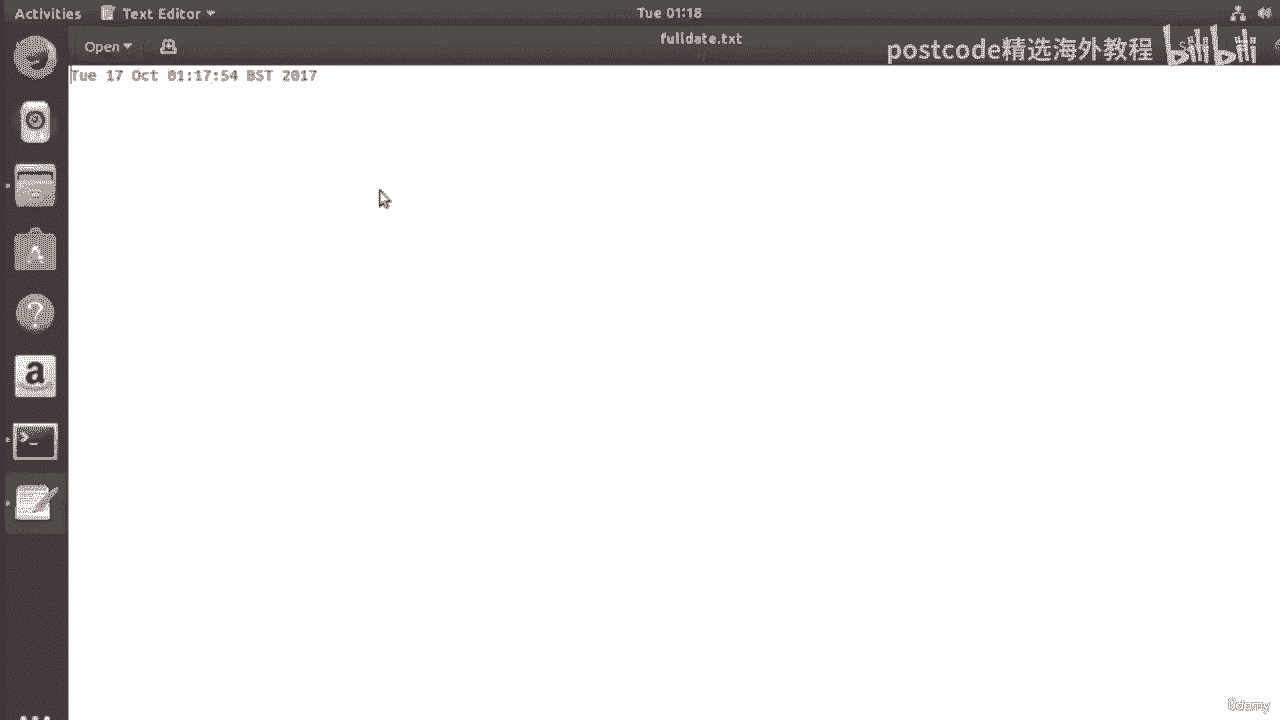 Activities Text Editor Tue 01:18
Open fulldate.txt postcode精选海外教程 bilibili
Tue 17 Oct 01:17:54 BST 2017
Udemy